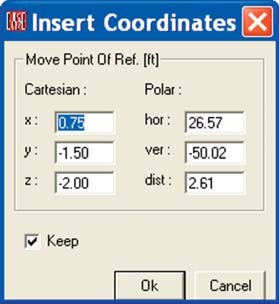 EASE Insert Coordinates
Move Point Of Ref. [ft]
Cartesian : Polar :
x : 0.75 hor : 26.57
y : -1.50 ver : -50.02
z : -2.00 dist : 2.61
Keep
Ok Cancel